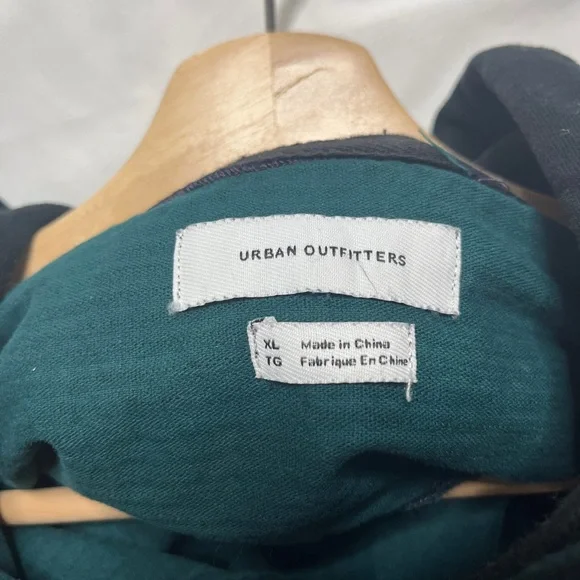 URBAN OUTFITTERS
XL Made in China
TG Fabrique En Chine